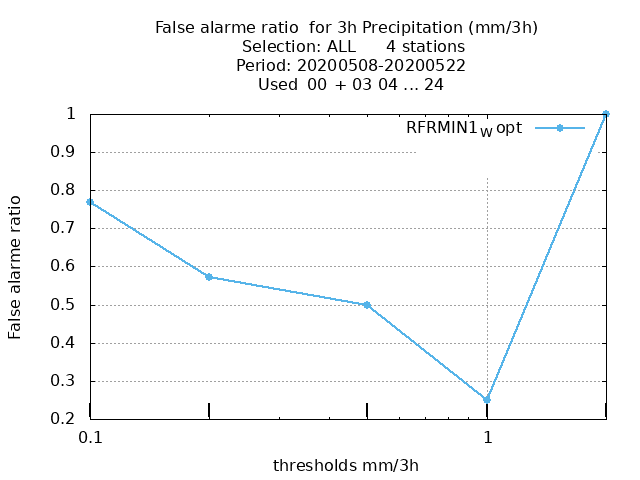 False alarme ratio  for 3h Precipitation (mm/3h)
Selection: ALL      4 stations
Period: 20200508-20200522
Used  00 + 03 04 ... 24
RFRMIN1_W opt
1
0.9
0.8
0.7
0.6
0.5
0.4
0.3
0.2
False alarme ratio
0.1
1
thresholds mm/3h